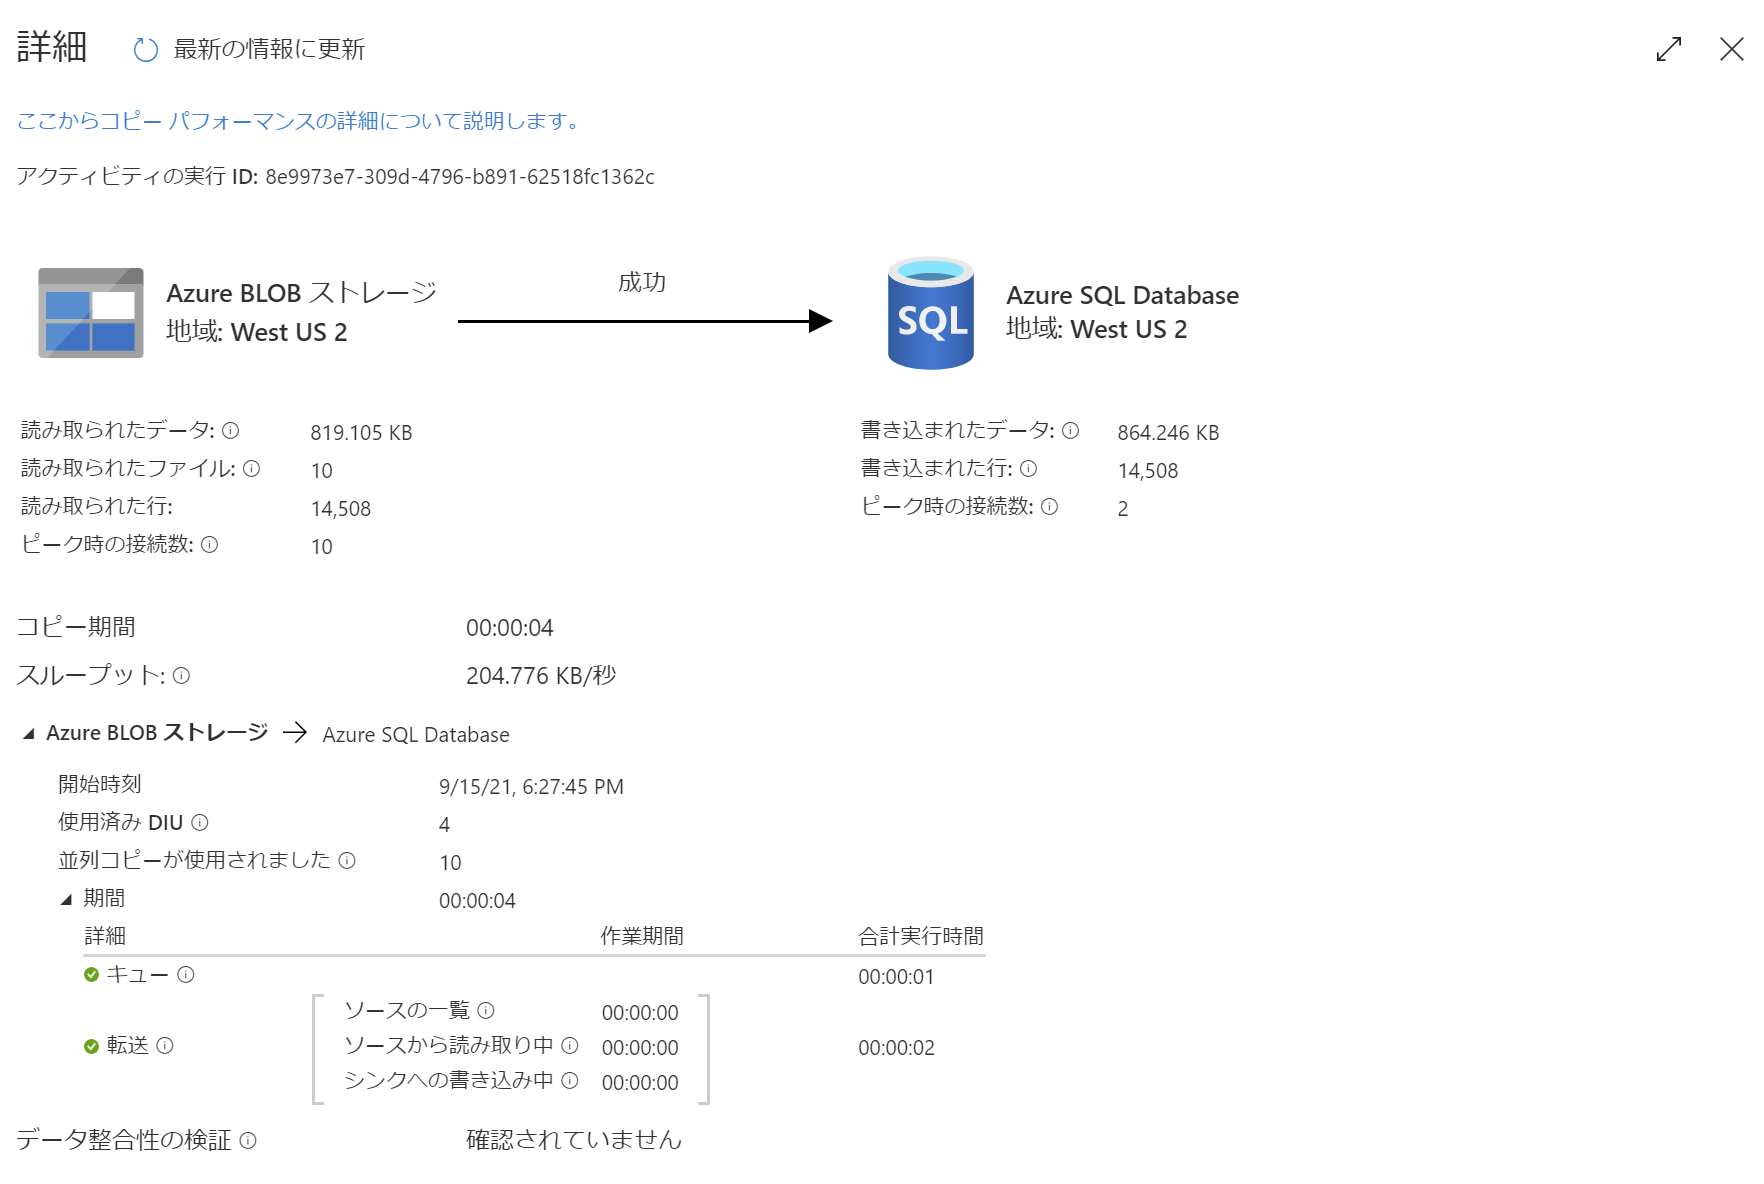 詳細 最新の情報に更新
ここからコピー パフォーマンスの詳細について説明します。
アクティビティの実行 ID: 8e9973e7-309d-4796-b891-62518fc1362c
Azure BLOB ストレージ
地域: West US 2
成功
SQL
Azure SQL Database
地域: West US 2
読み取られたデータ: 819.105 KB
読み取られたファイル: 10
読み取られた行: 14,508
ピーク時の接続数: 10
書き込まれたデータ: 864.246 KB
書き込まれた行: 14,508
ピーク時の接続数: 2
コピー期間 00:00:04
スループット: 204.776 KB/秒
Azure BLOB ストレージ → Azure SQL Database
開始時刻 9/15/21, 6:27:45 PM
使用済み DIU 4
並列コピーが使用されました 10
期間 00:00:04
詳細 作業期間 合計実行時間
キュー 00:00:01
ソースの一覧 00:00:00
転送 ソースから読み取り中 00:00:00 00:00:02
シンクへの書き込み中 00:00:00
データ整合性の検証 確認されていません